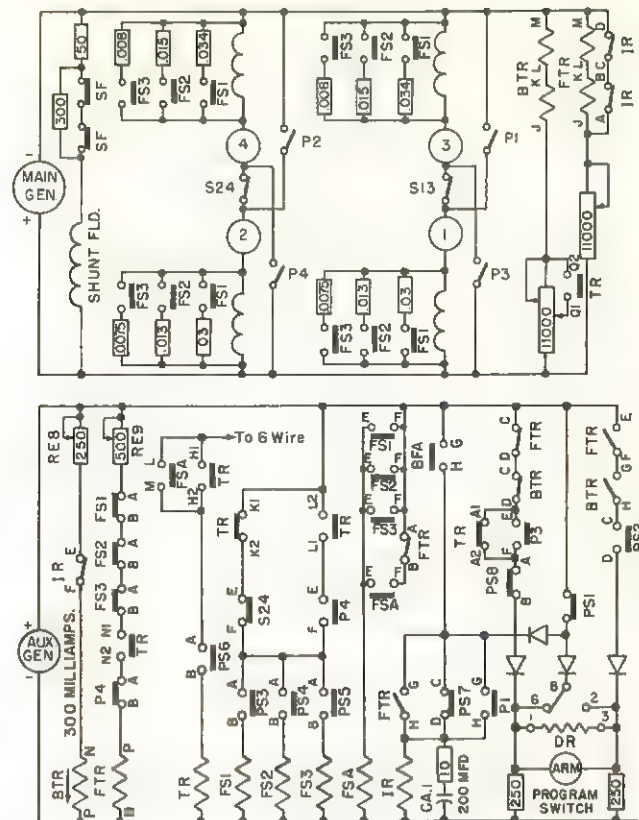 MAIN GEN
-
+
50
300
SF
SF
SHUNT FLD.
.008
.015
.034
FS3
FS2
FS1
4
S24
2
P2
P4
FS3
FS2
FS1
.0075
.013
.03
FS3
FS2
FS1
.008
.015
.034
3
S13
1
P1
P3
.0075
.013
.03
FS3
FS2
FS1
BTR
M
K L
J
FTR
M
K L
J
D
IR
B C
IR
A
11000
11000
Q2
Q1
TR
AUX GEN
+
-
RE8
250
RE9
500
IR
E
F
300 MILLIAMPS.
N
BTR
P
FS1
A
B
FS2
A
B
FS3
A
B
N1
N2
TR
P4
A
B
P
FTR
To 6 Wire
L
M
FSA
H1
H2
TR
A
B
PS6
TR
TR
K1
K2
E
F
S24
A
B
PS3
FS1
A
B
PS4
FS2
L2
L1
TR
E
F
P4
A
B
PS5
FS3
E
F
FS1
E
F
FS2
E
F
FS3
A
B
FTR
E
F
FSA
FSA
BFA
G
H
FTR
G
H
IR
C
D
PS7
G
H
P1
10
CA.1
200 MFD
C
FTR
D
C
BTR
D
TR
A1
A2
E
F
P3
PS8
A
B
PS1
FTR
E
F
G
BTR
H
C
D
PS2
6
B
2
1
3
DR
ARM
250
250
PROGRAM SWITCH